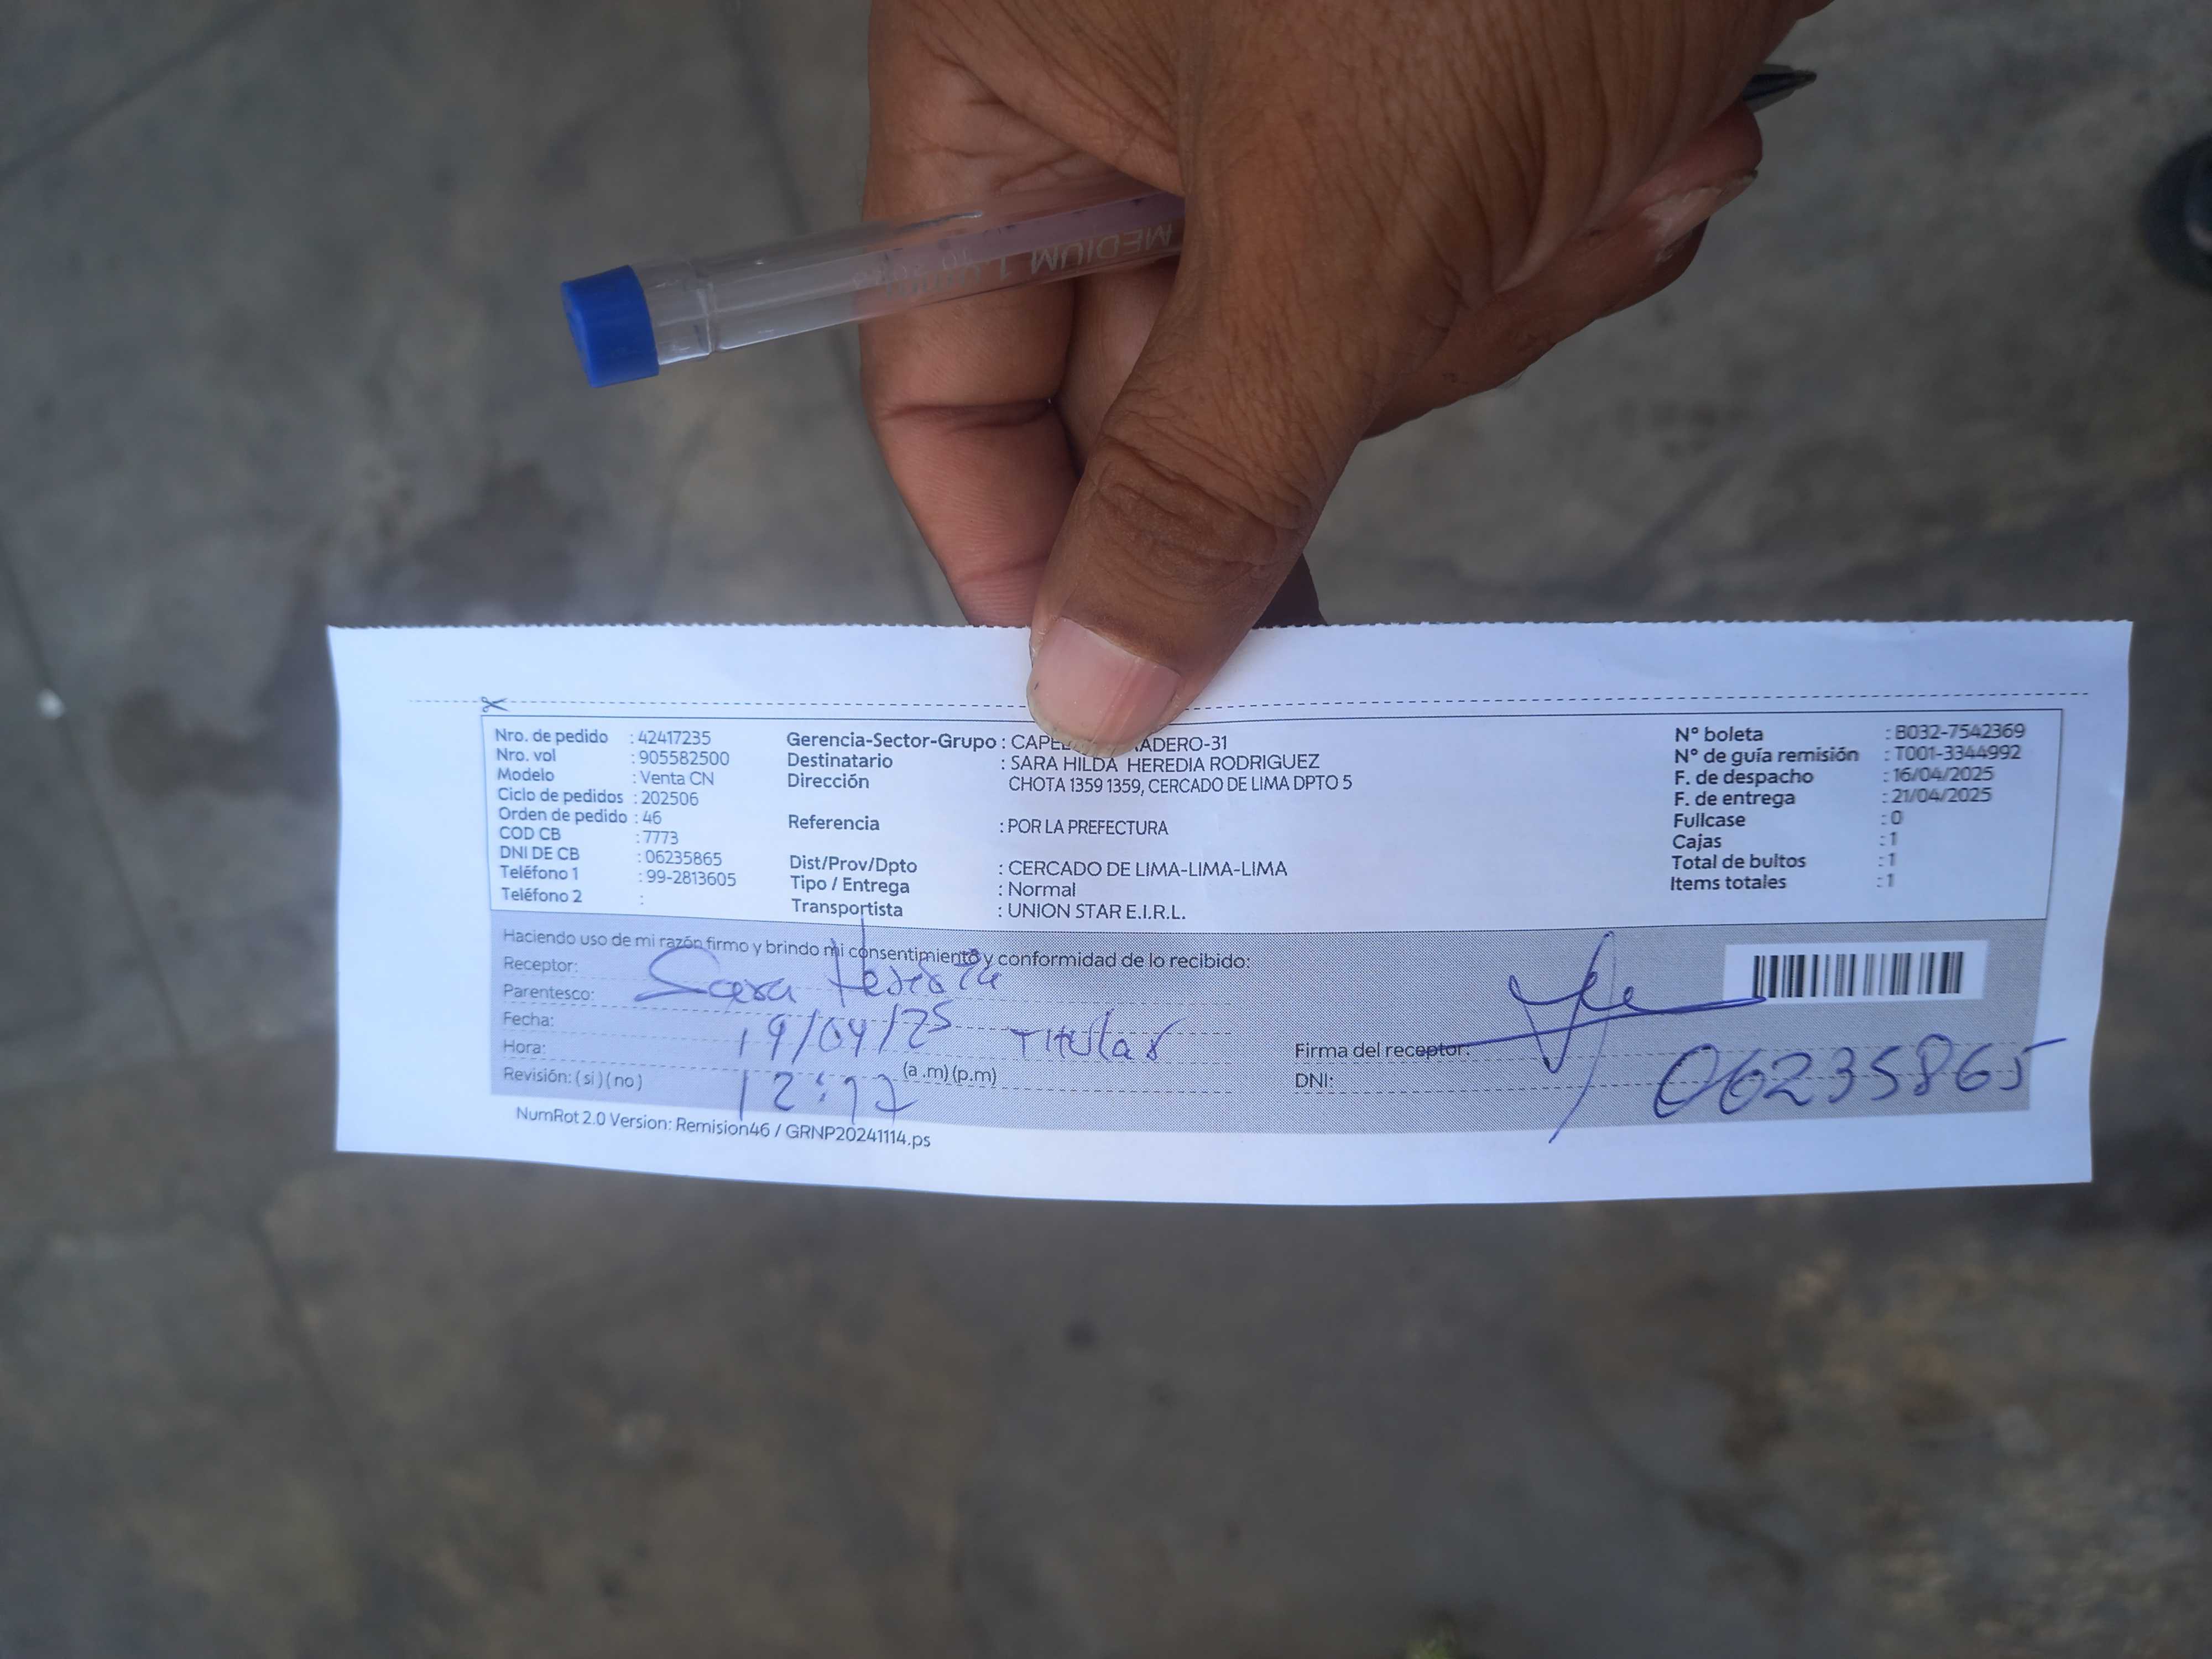 MEDIUM
Nro. de pedido : 42417235
Nro. vol : 905582500
Modelo : Venta CN
Ciclo de pedidos : 202506
Orden de pedido : 46
COD CB : 7773
DNI DE CB : 06235865
Teléfono 1 : 99-2813605
Teléfono 2 :
Gerencia-Sector-Grupo :
Destinatario : SARA HILDA HEREDIA RODRIGUEZ
Dirección CHOTA 1359 1359, CERCADO DE LIMA DPTO 5
Referencia : POR LA PREFECTURA
Dist/Prov/Dpto : CERCADO DE LIMA-LIMA-LIMA
Tipo / Entrega : Normal
Transportista : UNION STAR E.I.R.L.
N° boleta : B032-7542369
N° de guía remisión : T001-3344992
F. de despacho : 16/04/2025
F. de entrega : 21/04/2025
Fullcase : 0
Cajas : 1
Total de bultos : 1
Items totales : 1
Haciendo uso de mi razón firmo y brindo mi consentimiento y conformidad de lo recibido:
Receptor: Sara Heredia
Parentesco: Titular
Fecha: 19/04/25
Hora: 12:17 (a .m) (p.m)
Revisión: ( si ) ( no )
Firma del receptor:
DNI: 06235865
NumRot 2.0 Version: Remision46 / GRNP20241114.ps